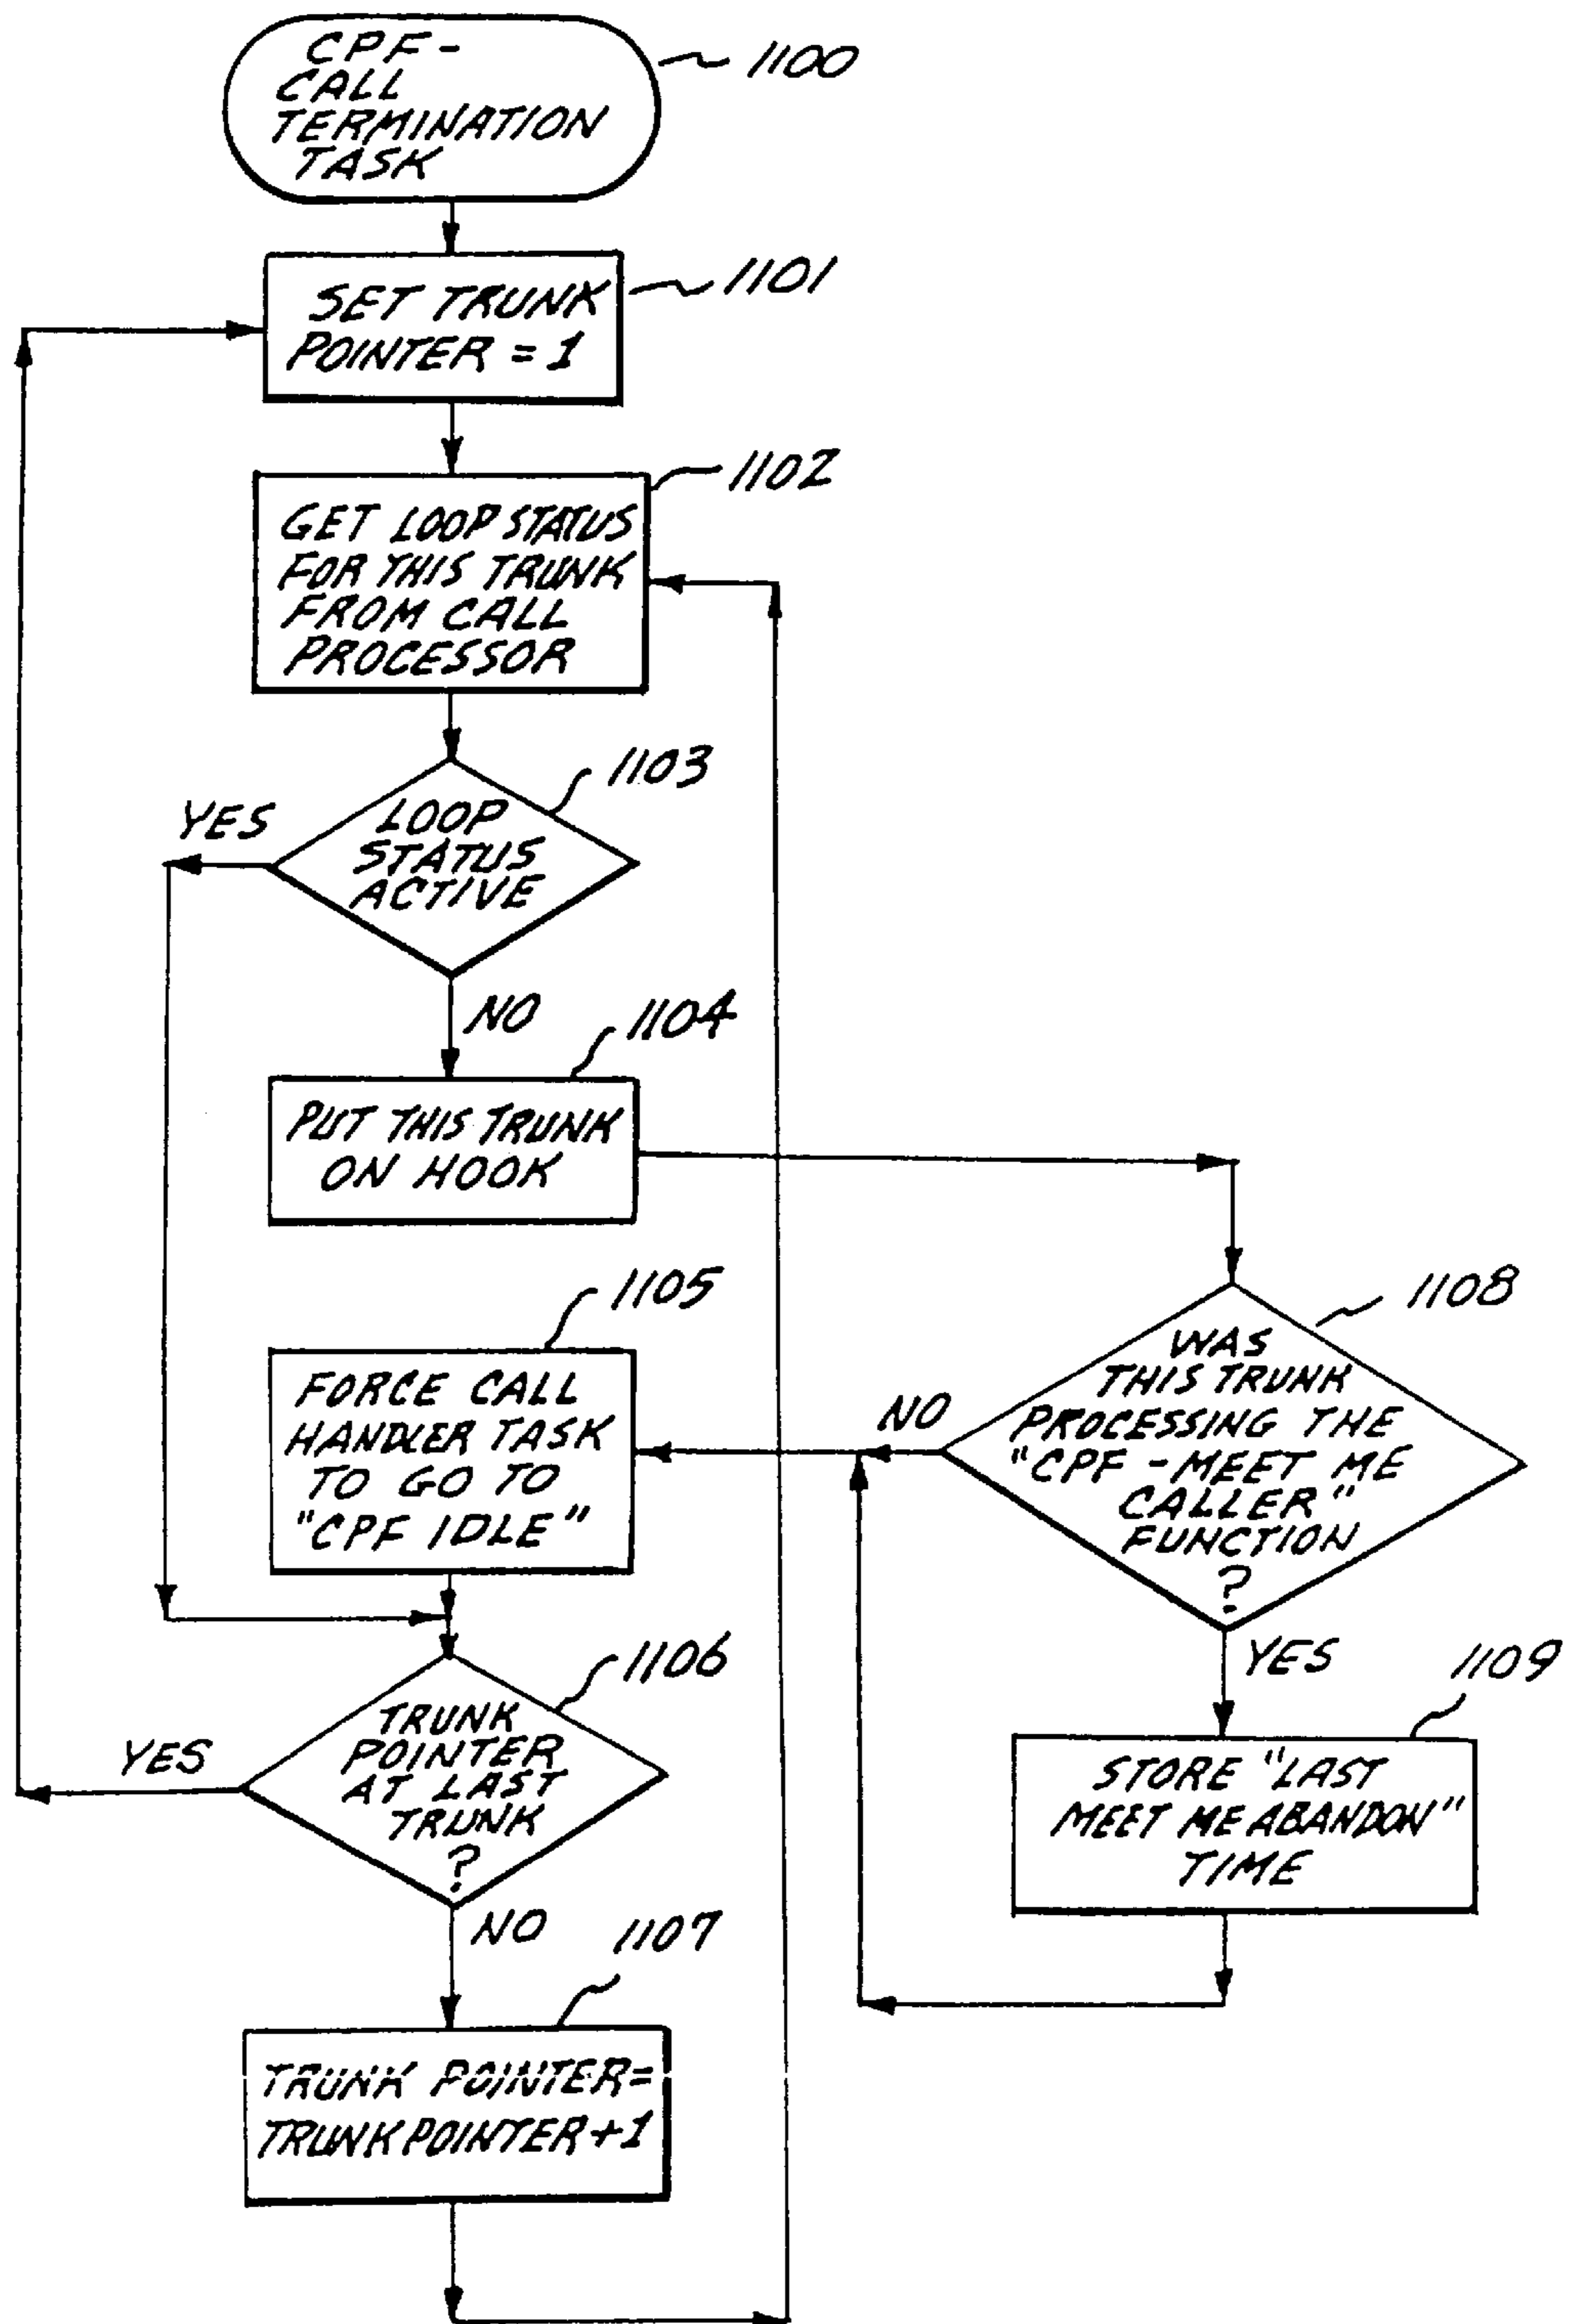 CPF-
CALL
TERMINATION
TASK
1100
SET TRUNK
POINTER = 1
1101
GET LOOP STATUS
FOR THIS TRUNK
FROM CALL
PROCESSOR
1102
LOOP
STATUS
ACTIVE
1103
YES
NO
PUT THIS TRUNK
ON HOOK
1104
FORCE CALL
HANDLER TASK
TO GO TO
"CPF IDLE"
1105
WAS
THIS TRUNK
PROCESSING THE
"CPF - MEET ME
CALLER"
FUNCTION
?
1108
NO
YES
STORE "LAST
MEET ME ABANDON"
TIME
1109
TRUNK
POINTER
AT LAST
TRUNK
?
1106
YES
NO
TRUNK POINTER=
TRUNK POINTER+1
1107